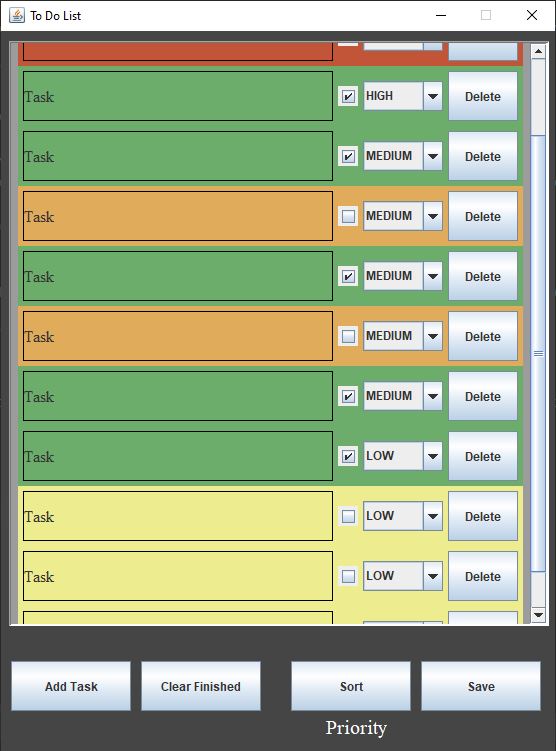 To Do List
Task HIGH Delete
Task MEDIUM Delete
Task MEDIUM Delete
Task MEDIUM Delete
Task MEDIUM Delete
Task MEDIUM Delete
Task LOW Delete
Task LOW Delete
Task LOW Delete
Add Task Clear Finished Sort Save
Priority